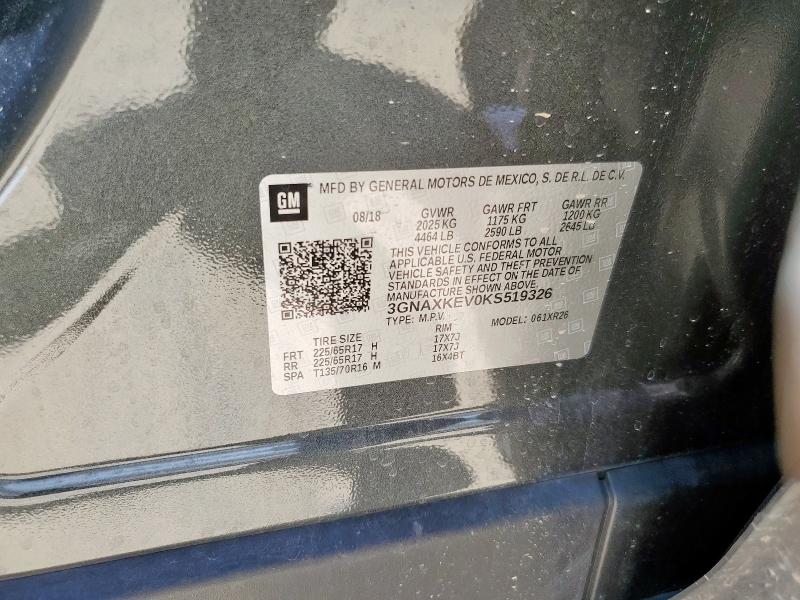 GM
MFD BY GENERAL MOTORS DE MEXICO, S. DE R.L. DE C.V.
08/18 GVWR GAWR FRT GAWR RR
2025 KG 1175 KG 1200 KG
4464 LB 2590 LB 2645 LB
THIS VEHICLE CONFORMS TO ALL
APPLICABLE U.S. FEDERAL MOTOR
VEHICLE SAFETY AND THEFT PREVENTION
STANDARDS IN EFFECT ON THE DATE OF
MANUFACTURE SHOWN ABOVE.
3GNAXKEV0KS519326
TYPE: M.P.V. MODEL: 061XR26
TIRE SIZE RIM
FRT 225/65R17 H 17X7J
RR 225/65R17 H 17X7J
SPA T135/70R16 M 16X4BT